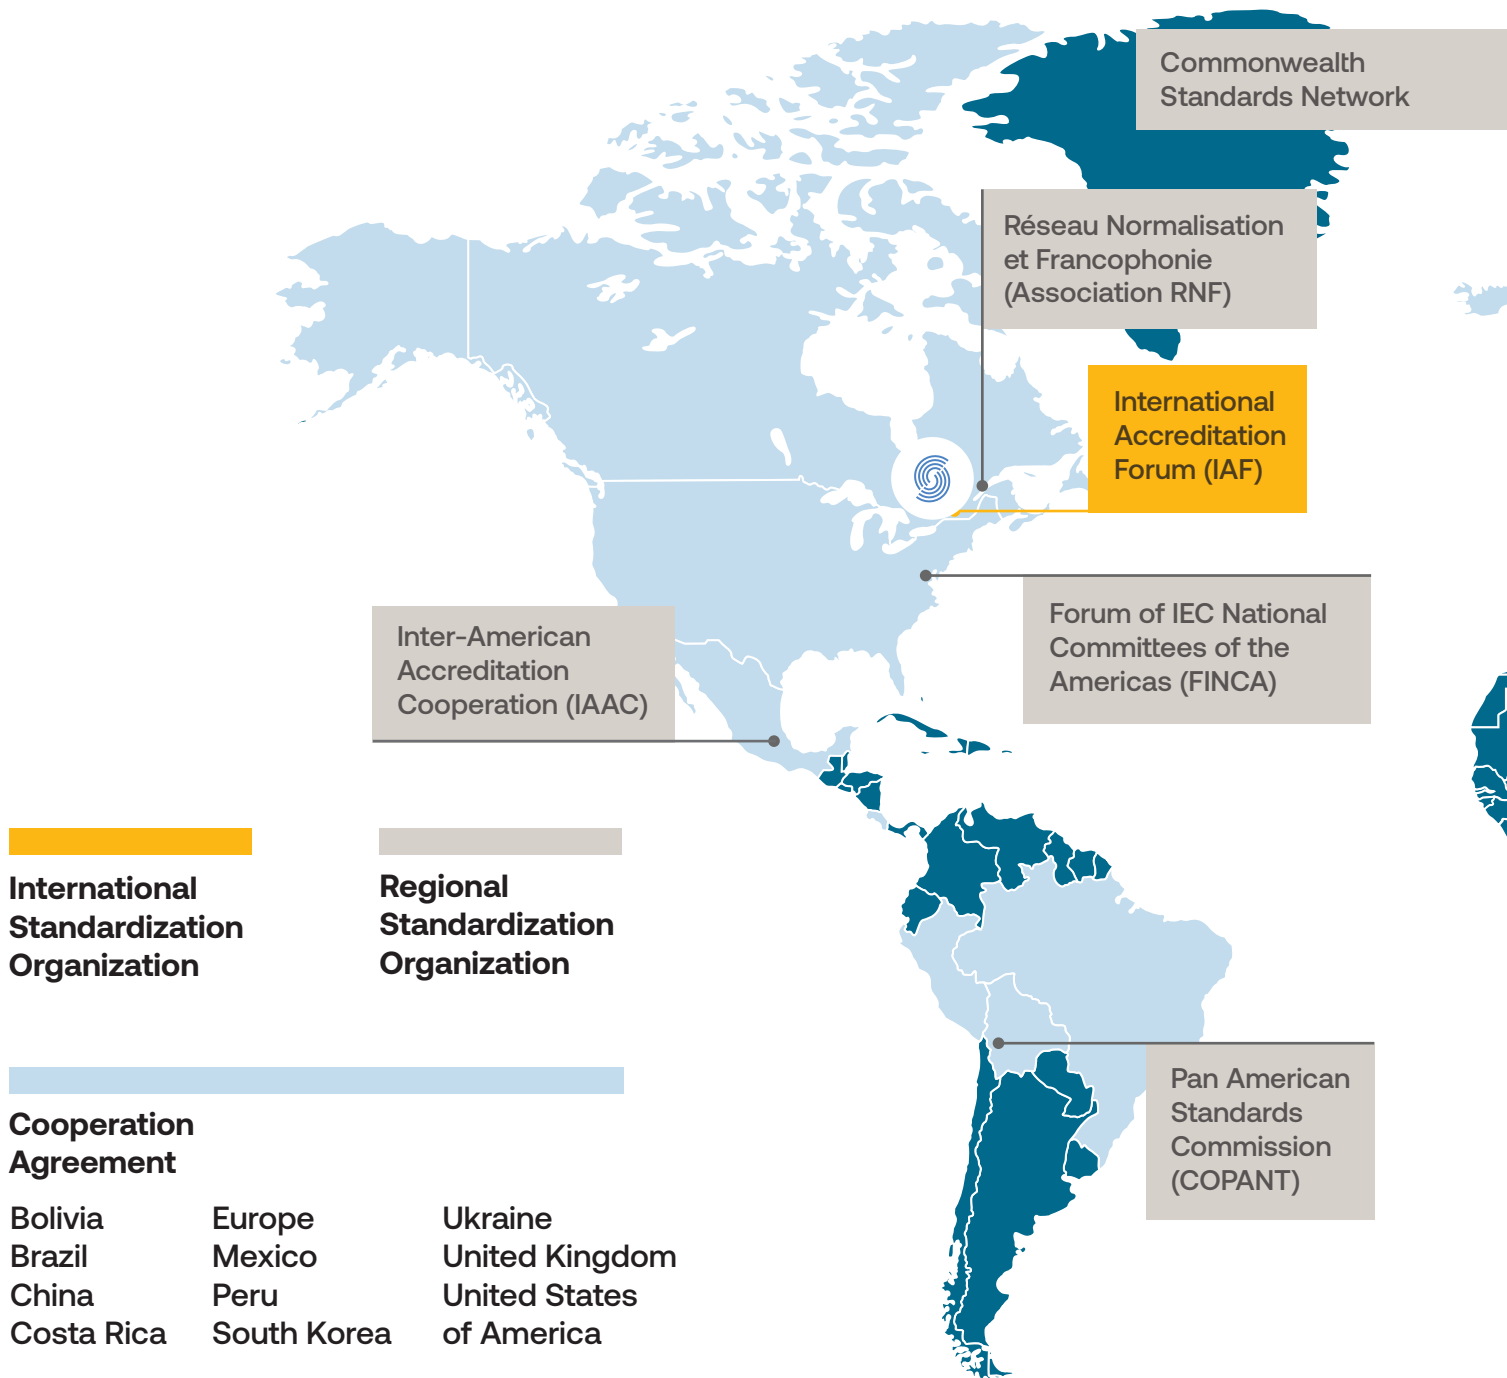 Commonwealth
Standards Network
Réseau Normalisation
et Francophonie
(Association RNF)
International
Accreditation
Forum (IAF)
Forum of IEC National
Committees of the
Americas (FINCA)
Inter-American
Accreditation
Cooperation (IAAC)
International
Standardization
Organization
Regional
Standardization
Organization
Pan American
Standards
Commission
(COPANT)
Cooperation
Agreement
Bolivia
Brazil
China
Costa Rica
Europe
Mexico
Peru
South Korea
Ukraine
United Kingdom
United States
of America